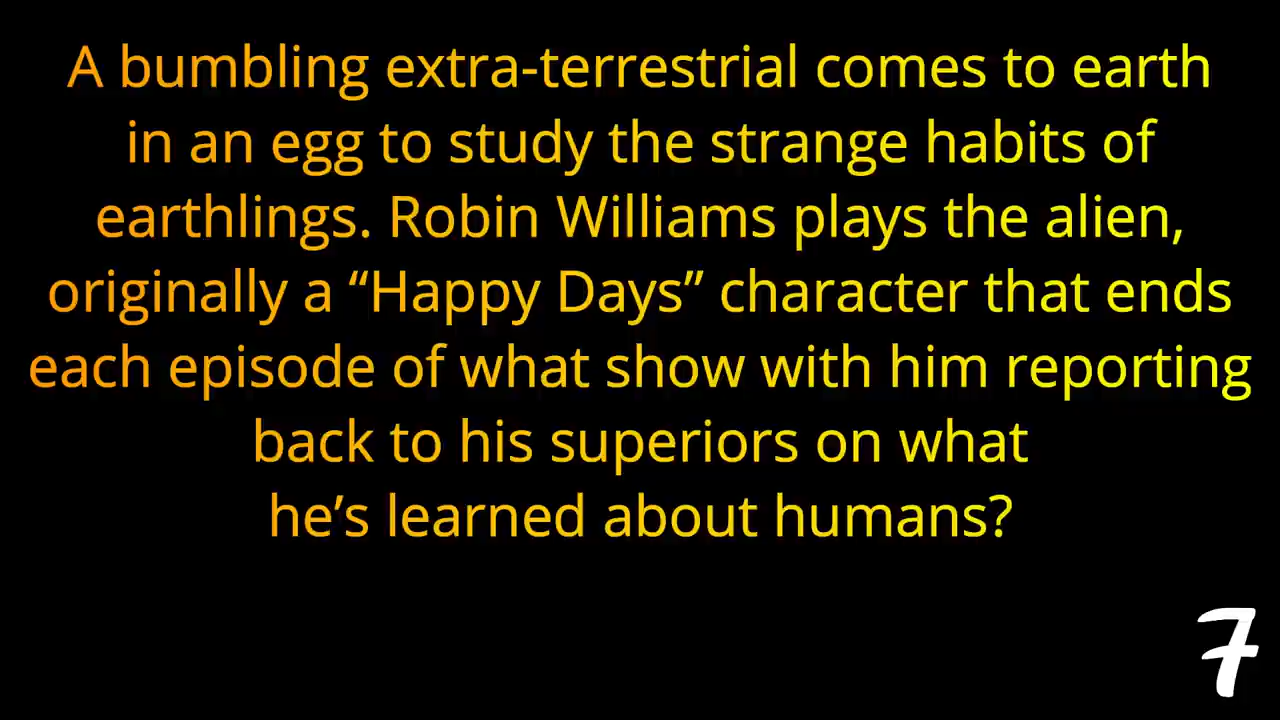 A bumbling extra-terrestrial comes to earth
in an egg to study the strange habits of
earthlings. Robin Williams plays the alien,
originally a “Happy Days” character that ends
each episode of what show with him reporting
back to his superiors on what
he’s learned about humans?
7